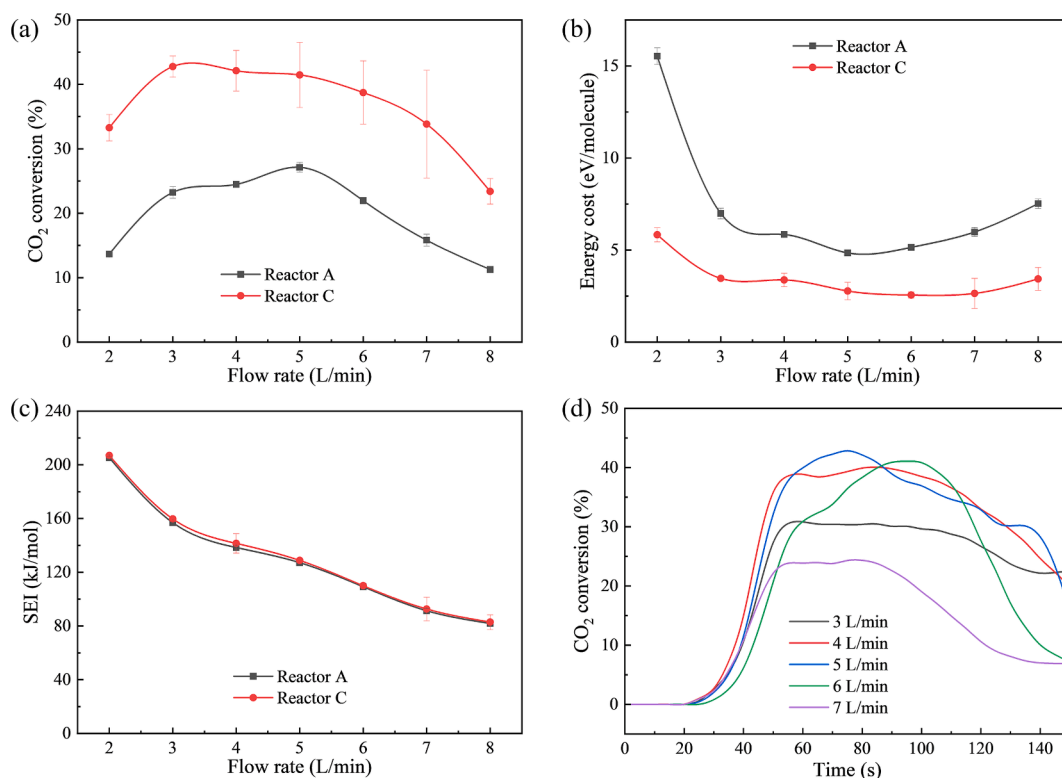 (a)
50
40
30
20
10
0
CO₂ conversion (%)
Reactor A
Reactor C
2 3 4 5 6 7 8
Flow rate (L/min)
(b)
15
10
5
0
Energy cost (eV/molecule)
Reactor A
Reactor C
2 3 4 5 6 7 8
Flow rate (L/min)
(c)
240
200
160
120
80
40
0
SEI (kJ/mol)
Reactor A
Reactor C
2 3 4 5 6 7 8
Flow rate (L/min)
(d)
50
40
30
20
10
0
CO₂ conversion (%)
3 L/min
4 L/min
5 L/min
6 L/min
7 L/min
0 20 40 60 80 100 120 140
Time (s)